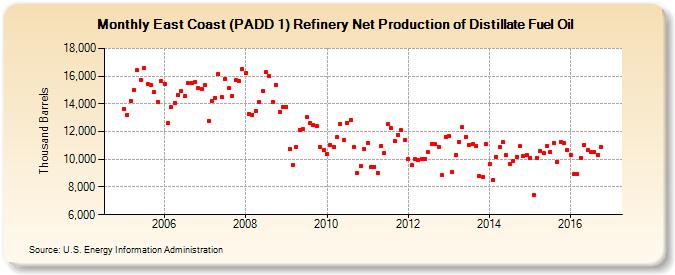 Monthly East Coast (PADD 1) Refinery Net Production of Distillate Fuel Oil
Thousand Barrels
18,000
16,000
14,000
12,000
10,000
8,000
6,000
2006 2008 2010 2012 2014 2016
Source: U.S. Energy Information Administration